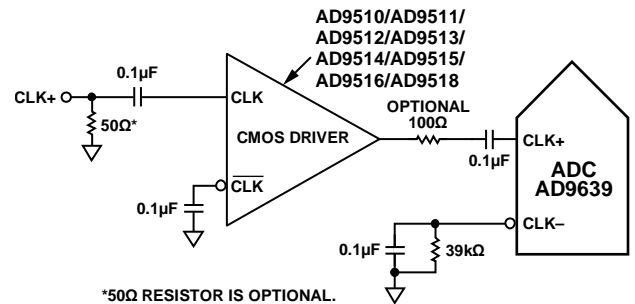 AD9510/AD9511/
AD9512/AD9513/
AD9514/AD9515/
AD9516/AD9518
0.1µF
CLK+
50Ω*
CLK
CMOS DRIVER
CLK
0.1µF
OPTIONAL
100Ω
0.1µF
CLK+
ADC
AD9639
CLK–
0.1µF
39kΩ
*50Ω RESISTOR IS OPTIONAL.